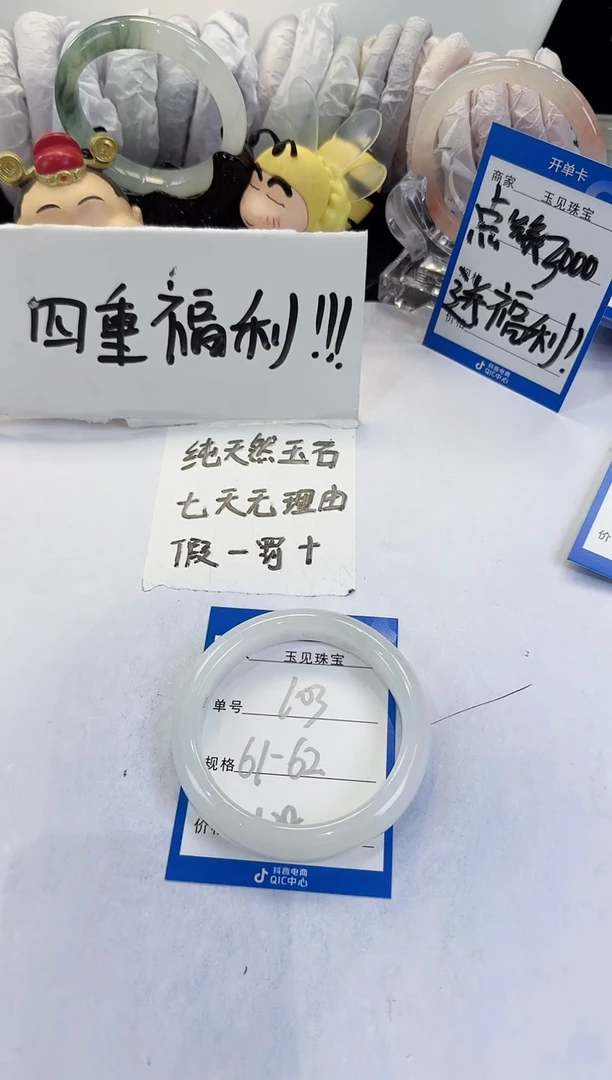 四重福利!!!
开单卡
商家 玉见珠宝
点赞3000
送福利!
抖音电商
QIC中心
纯天然玉石
七天无理由
假一罚十
玉见珠宝
单号 103
规格 61-62
价
抖音电商
QIC中心
价